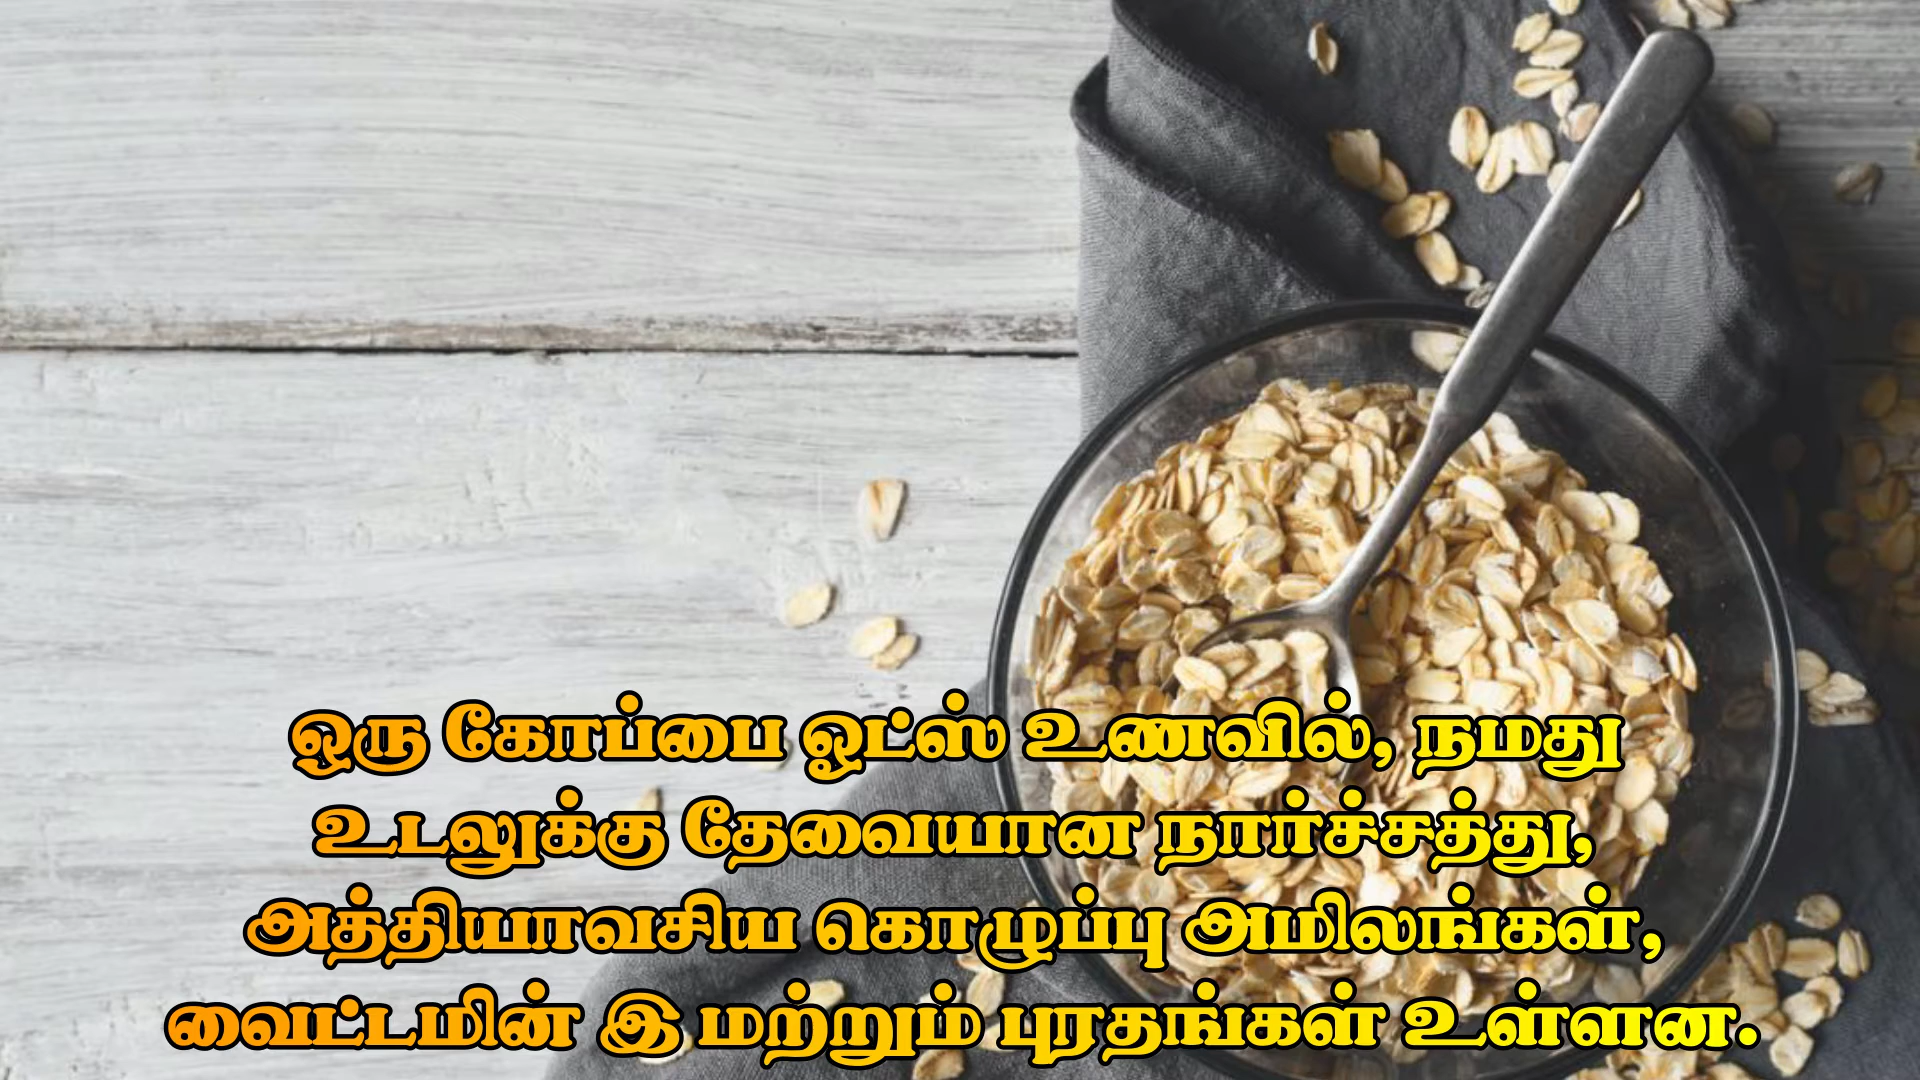 ஒரு கோப்பை ஓட்ஸ் உணவில், நமது
உடலுக்கு தேவையான நார்ச்சத்து,
அத்தியாவசிய கொழுப்பு அமிலங்கள்,
வைட்டமின் இ மற்றும் புரதங்கள் உள்ளன.